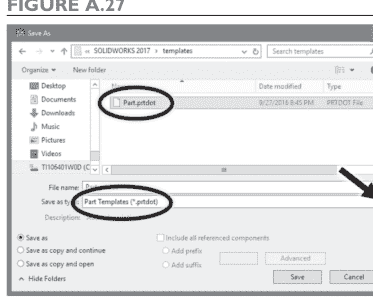 FIGURE A.27
Save As
« SOLIDWORKS 2017 › templates
Search templates
Organize
New folder
Name
Date modified
Type
Desktop
Documents
Downloads
Music
Pictures
Videos
TI106401W0D (C
Part.prtdot
9/27/2016 8:45 PM
PRTDOT File
File name:
Save as type:
Part Templates (*.prtdot)
Description:
Save as
Save as copy and continue
Save as copy and open
Include all referenced components
Add prefix
Add suffix
Advanced
Hide Folders
Save
Cancel